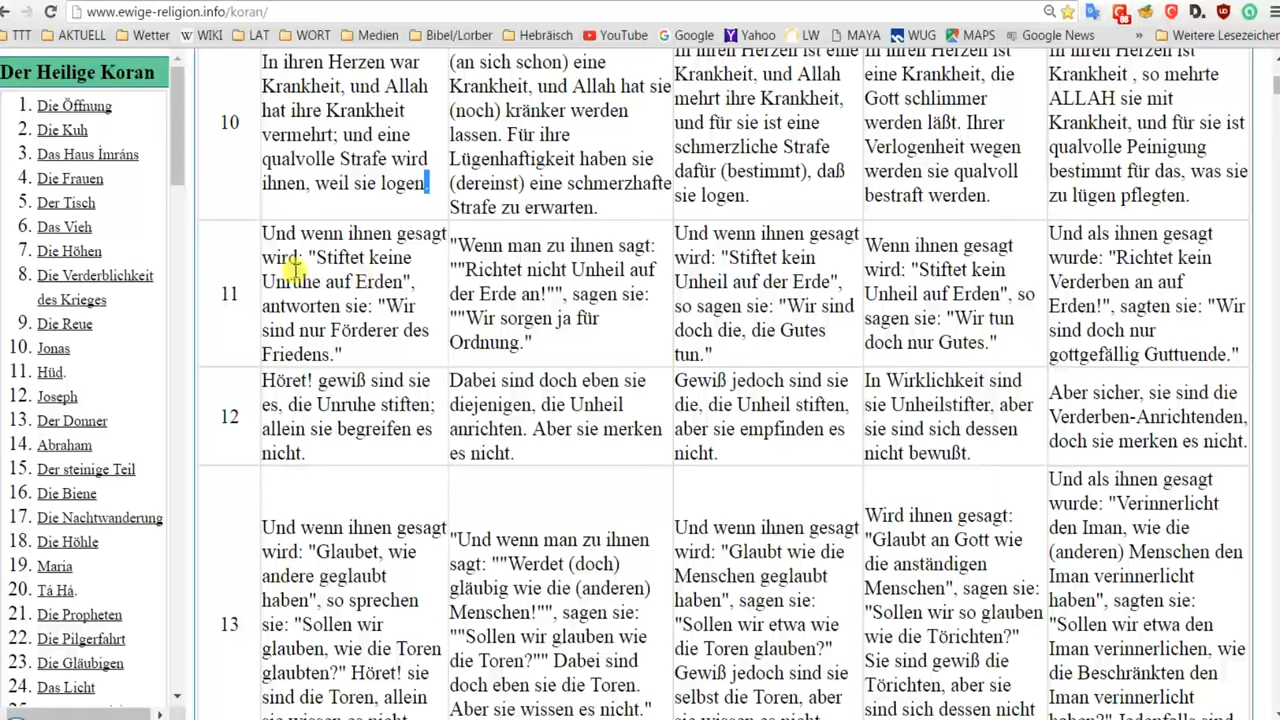 www.ewige-religion.info/koran/
TTT AKTUELL Wetter WIKI LAT WORT Medien Bibel/Lorber Hebräisch YouTube Google Yahoo LW MAYA WUG MAPS Google News » Weitere Lesezeichen
Der Heilige Koran
1. Die Öffnung
2. Die Kuh
3. Das Haus Ìmráns
4. Die Frauen
5. Der Tisch
6. Das Vieh
7. Die Höhen
8. Die Verderblichkeit
des Krieges
9. Die Reue
10. Jonas
11. Hüd.
12. Joseph
13. Der Donner
14. Abraham
15. Der steinige Teil
16. Die Biene
17. Die Nachtwanderung
18. Die Höhle
19. Maria
20. Tá Há.
21. Die Propheten
22. Die Pilgerfahrt
23. Die Gläubigen
24. Das Licht
10
In ihren Herzen war
Krankheit, und Allah
hat ihre Krankheit
vermehrt; und eine
qualvolle Strafe wird
ihnen, weil sie logen.
(an sich schon) eine
Krankheit, und Allah hat sie
(noch) kränker werden
lassen. Für ihre
Lügenhaftigkeit haben sie
(dereinst) eine schmerzhafte
Strafe zu erwarten.
In ihren Herzen ist eine
Krankheit, und Allah
mehrt ihre Krankheit,
und für sie ist eine
schmerzliche Strafe
dafür (bestimmt), daß
sie logen.
In ihren Herzen ist
eine Krankheit, die
Gott schlimmer
werden läßt. Ihrer
Verlogenheit wegen
werden sie qualvoll
bestraft werden.
In ihren Herzen ist
Krankheit , so mehrte
ALLAH sie mit
Krankheit, und für sie ist
qualvolle Peinigung
bestimmt für das, was sie
zu lügen pflegten.
11
Und wenn ihnen gesagt
wird: "Stiftet keine
Unruhe auf Erden",
antworten sie: "Wir
sind nur Förderer des
Friedens."
"Wenn man zu ihnen sagt:
""Richtet nicht Unheil auf
der Erde an!"", sagen sie:
""Wir sorgen ja für
Ordnung."
Und wenn ihnen gesagt
wird: "Stiftet kein
Unheil auf der Erde",
so sagen sie: "Wir sind
doch die, die Gutes
tun."
Wenn ihnen gesagt
wird: "Stiftet kein
Unheil auf Erden", so
sagen sie: "Wir tun
doch nur Gutes."
Und als ihnen gesagt
wurde: "Richtet kein
Verderben an auf
Erden!", sagten sie: "Wir
sind doch nur
gottgefällig Guttuende."
12
Höret! gewiß sind sie
es, die Unruhe stiften;
allein sie begreifen es
nicht.
Dabei sind doch eben sie
diejenigen, die Unheil
anrichten. Aber sie merken
es nicht.
Gewiß jedoch sind sie
die, die Unheil stiften,
aber sie empfinden es
nicht.
In Wirklichkeit sind
sie Unheilstifter, aber
sie sind sich dessen
nicht bewußt.
Aber sicher, sie sind die
Verderben-Anrichtenden,
doch sie merken es nicht.
13
Und wenn ihnen gesagt
wird: "Glaubet, wie
andere geglaubt
haben", so sprechen
sie: "Sollen wir
glauben, wie die Toren
glaubten?" Höret! sie
sind die Toren, allein
sie wissen es nicht.
"Und wenn man zu ihnen
sagt: ""Werdet (doch)
gläubig wie die (anderen)
Menschen!"", sagen sie:
""Sollen wir glauben wie
die Toren?"" Dabei sind
doch eben sie die Toren.
Aber sie wissen es nicht."
Und wenn ihnen gesagt
wird: "Glaubt wie die
Menschen geglaubt
haben", sagen sie:
"Sollen wir etwa wie
die Toren glauben?"
Gewiß jedoch sind sie
selbst die Toren, aber
sie wissen es nicht.
Wird ihnen gesagt:
"Glaubt an Gott wie
die anständigen
Menschen", sagen sie:
"Sollen wir so glauben
wie die Törichten?"
Sie sind gewiß die
Törichten, aber sie
sind sich dessen nicht
Und als ihnen gesagt
wurde: "Verinnerlicht
den Iman, wie die
(anderen) Menschen den
Iman verinnerlicht
haben", sagten sie:
"Sollen wir etwa den
Iman verinnerlichen, wie
die Beschränkten den
Iman verinnerlicht
haben?" Jedenfalls sind